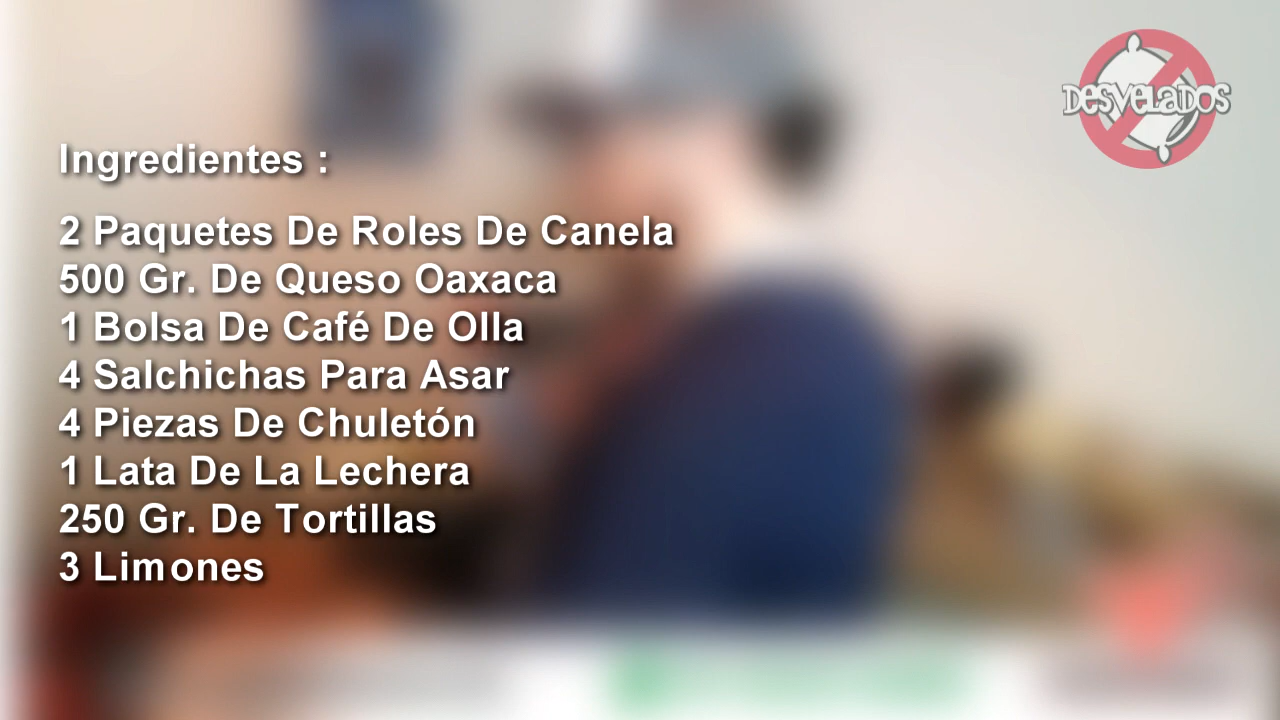 DESVELADOS
Ingredientes :
2 Paquetes De Roles De Canela
500 Gr. De Queso Oaxaca
1 Bolsa De Café De Olla
4 Salchichas Para Asar
4 Piezas De Chuletón
1 Lata De La Lechera
250 Gr. De Tortillas
3 Limones